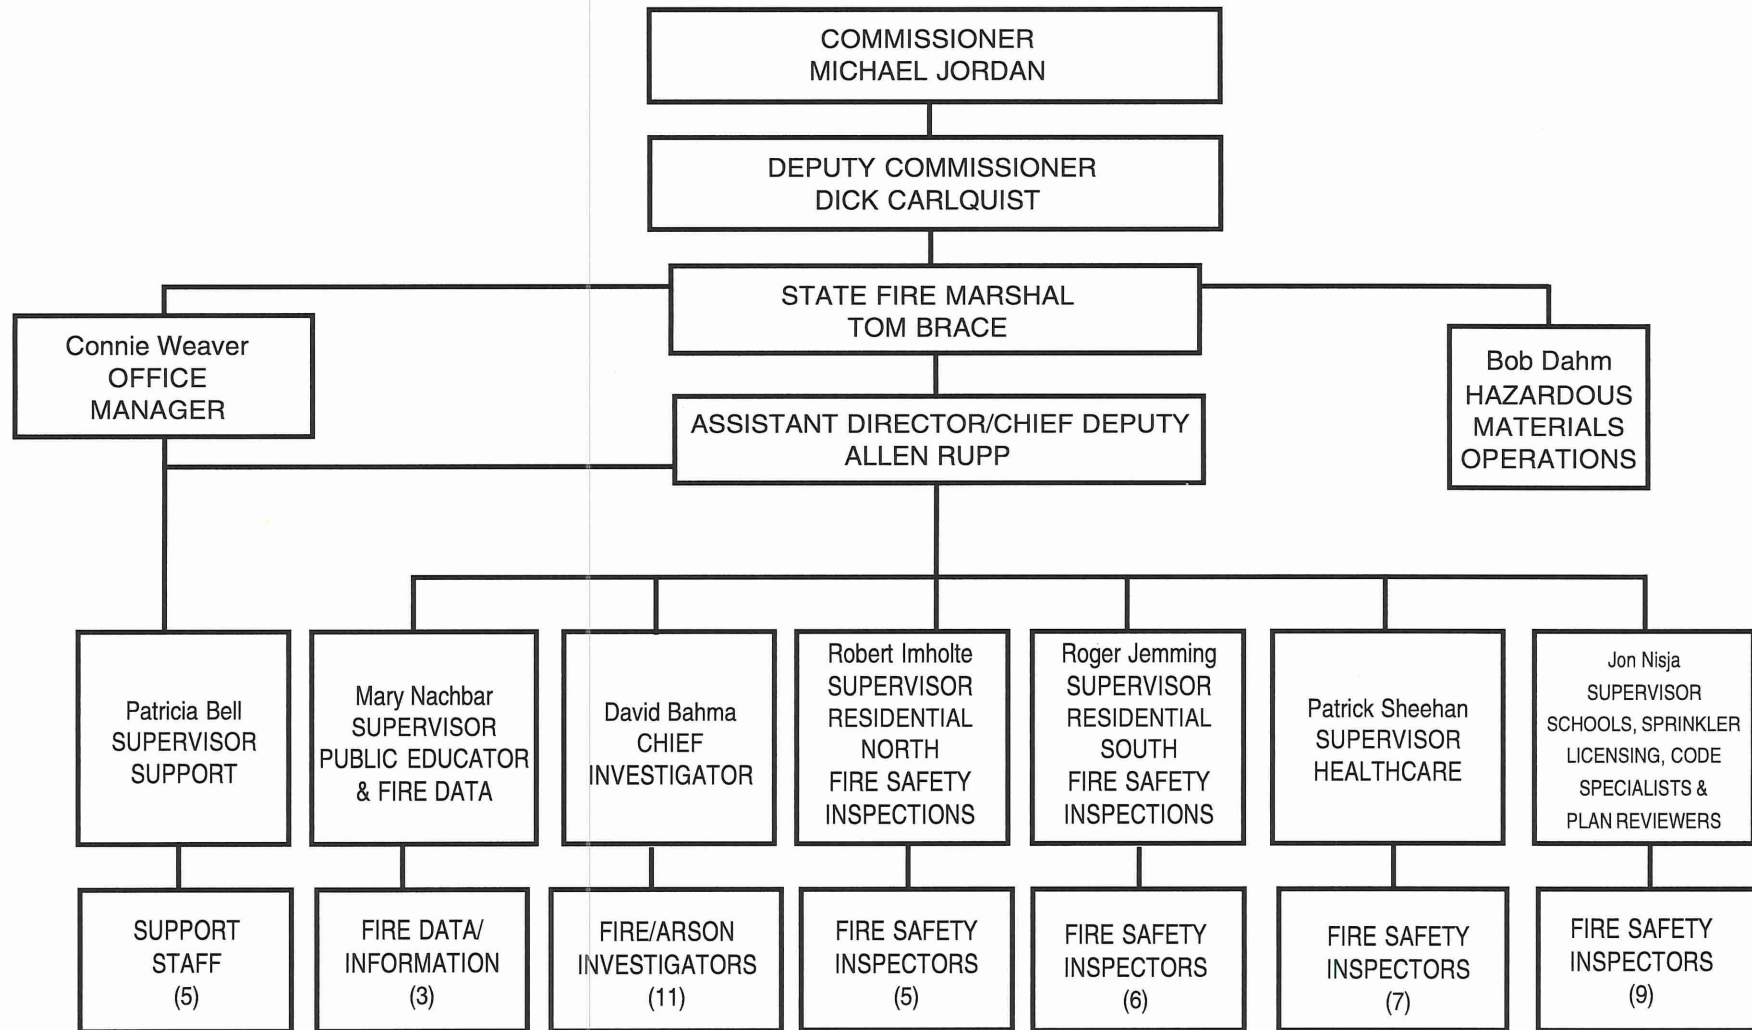 COMMISSIONER
MICHAEL JORDAN
DEPUTY COMMISSIONER
DICK CARLQUIST
STATE FIRE MARSHAL
TOM BRACE
Connie Weaver
OFFICE
MANAGER
Bob Dahm
HAZARDOUS
MATERIALS
OPERATIONS
ASSISTANT DIRECTOR/CHIEF DEPUTY
ALLEN RUPP
Patricia Bell
SUPERVISOR
SUPPORT
Mary Nachbar
SUPERVISOR
PUBLIC EDUCATOR
& FIRE DATA
David Bahma
CHIEF
INVESTIGATOR
Robert Imholte
SUPERVISOR
RESIDENTIAL
NORTH
FIRE SAFETY
INSPECTIONS
Roger Jemming
SUPERVISOR
RESIDENTIAL
SOUTH
FIRE SAFETY
INSPECTIONS
Patrick Sheehan
SUPERVISOR
HEALTHCARE
Jon Nisja
SUPERVISOR
SCHOOLS, SPRINKLER
LICENSING, CODE
SPECIALISTS &
PLAN REVIEWERS
SUPPORT
STAFF
(5)
FIRE DATA/
INFORMATION
(3)
FIRE/ARSON
INVESTIGATORS
(11)
FIRE SAFETY
INSPECTORS
(5)
FIRE SAFETY
INSPECTORS
(6)
FIRE SAFETY
INSPECTORS
(7)
FIRE SAFETY
INSPECTORS
(9)